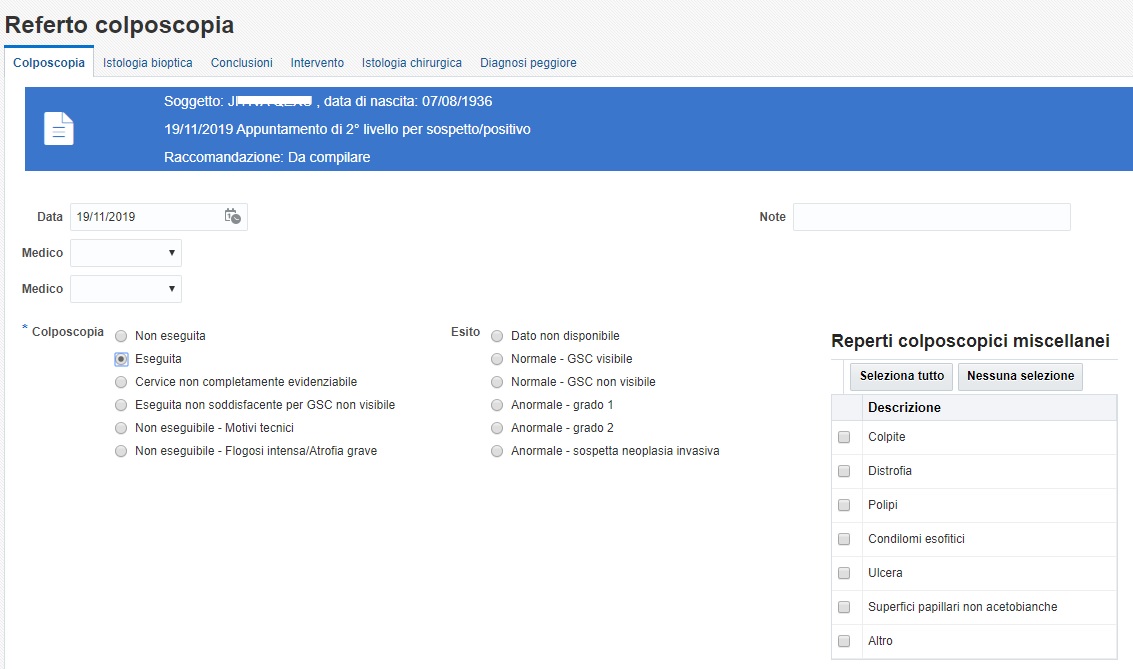 Referto colposcopia
Colposcopia Istologia bioptica Conclusioni Intervento Istologia chirurgica Diagnosi peggiore
Soggetto: , data di nascita: 07/08/1936
19/11/2019 Appuntamento di 2° livello per sospetto/positivo
Raccomandazione: Da compilare
Data 19/11/2019
Note
Medico
Medico
* Colposcopia
Non eseguita
Eseguita
Cervice non completamente evidenziabile
Eseguita non soddisfacente per GSC non visibile
Non eseguibile - Motivi tecnici
Non eseguibile - Flogosi intensa/Atrofia grave
Esito
Dato non disponibile
Normale - GSC visibile
Normale - GSC non visibile
Anormale - grado 1
Anormale - grado 2
Anormale - sospetta neoplasia invasiva
Reperti colposcopici miscellanei
Seleziona tutto Nessuna selezione
Descrizione
Colpite
Distrofia
Polipi
Condilomi esofitici
Ulcera
Superfici papillari non acetobianche
Altro